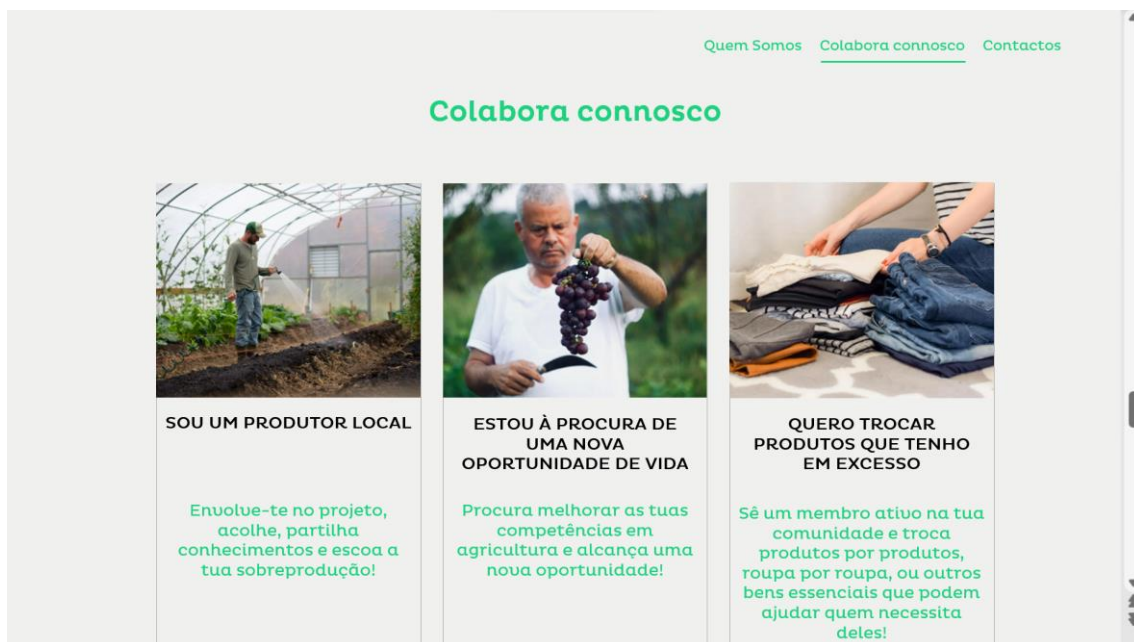 Quem Somos Colabora connosco Contactos
Colabora connosco
SOU UM PRODUTOR LOCAL
Envolve-te no projeto,
acolhe, partilha
conhecimentos e escoa a
tua sobreprodução!
ESTOU À PROCURA DE
UMA NOVA
OPORTUNIDADE DE VIDA
Procura melhorar as tuas
competências em
agricultura e alcança uma
nova oportunidade!
QUERO TROCAR
PRODUTOS QUE TENHO
EM EXCESSO
Sê um membro ativo na tua
comunidade e troca
produtos por produtos,
roupa por roupa, ou outros
bens essenciais que podem
ajudar quem necessita
deles!